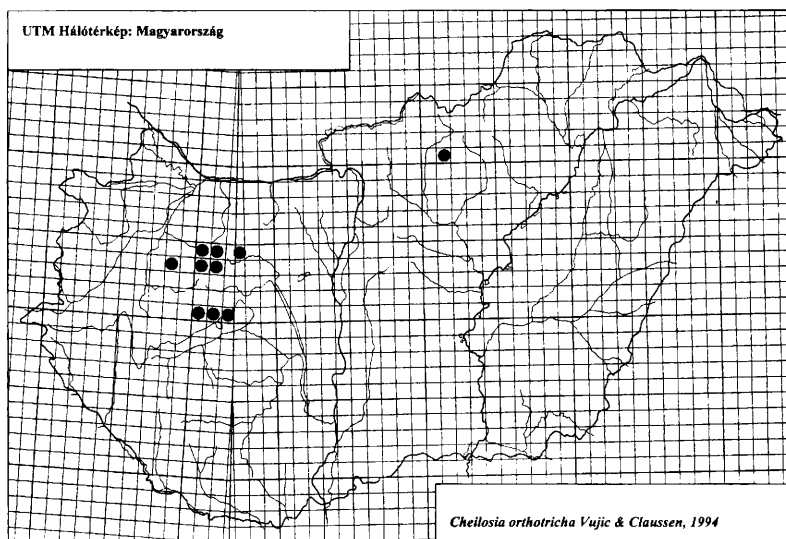 UTM Hálótérkép: Magyarország
Cheilosia orthotricha Vujic & Claussen, 1994